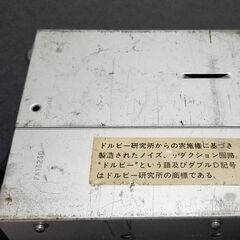 ドルビー研究所からの実施権に基づき
製造されたノイズ、リダクション回路。
"ドルビー"という語及びダブルD記号
はドルビー研究所の商標である。